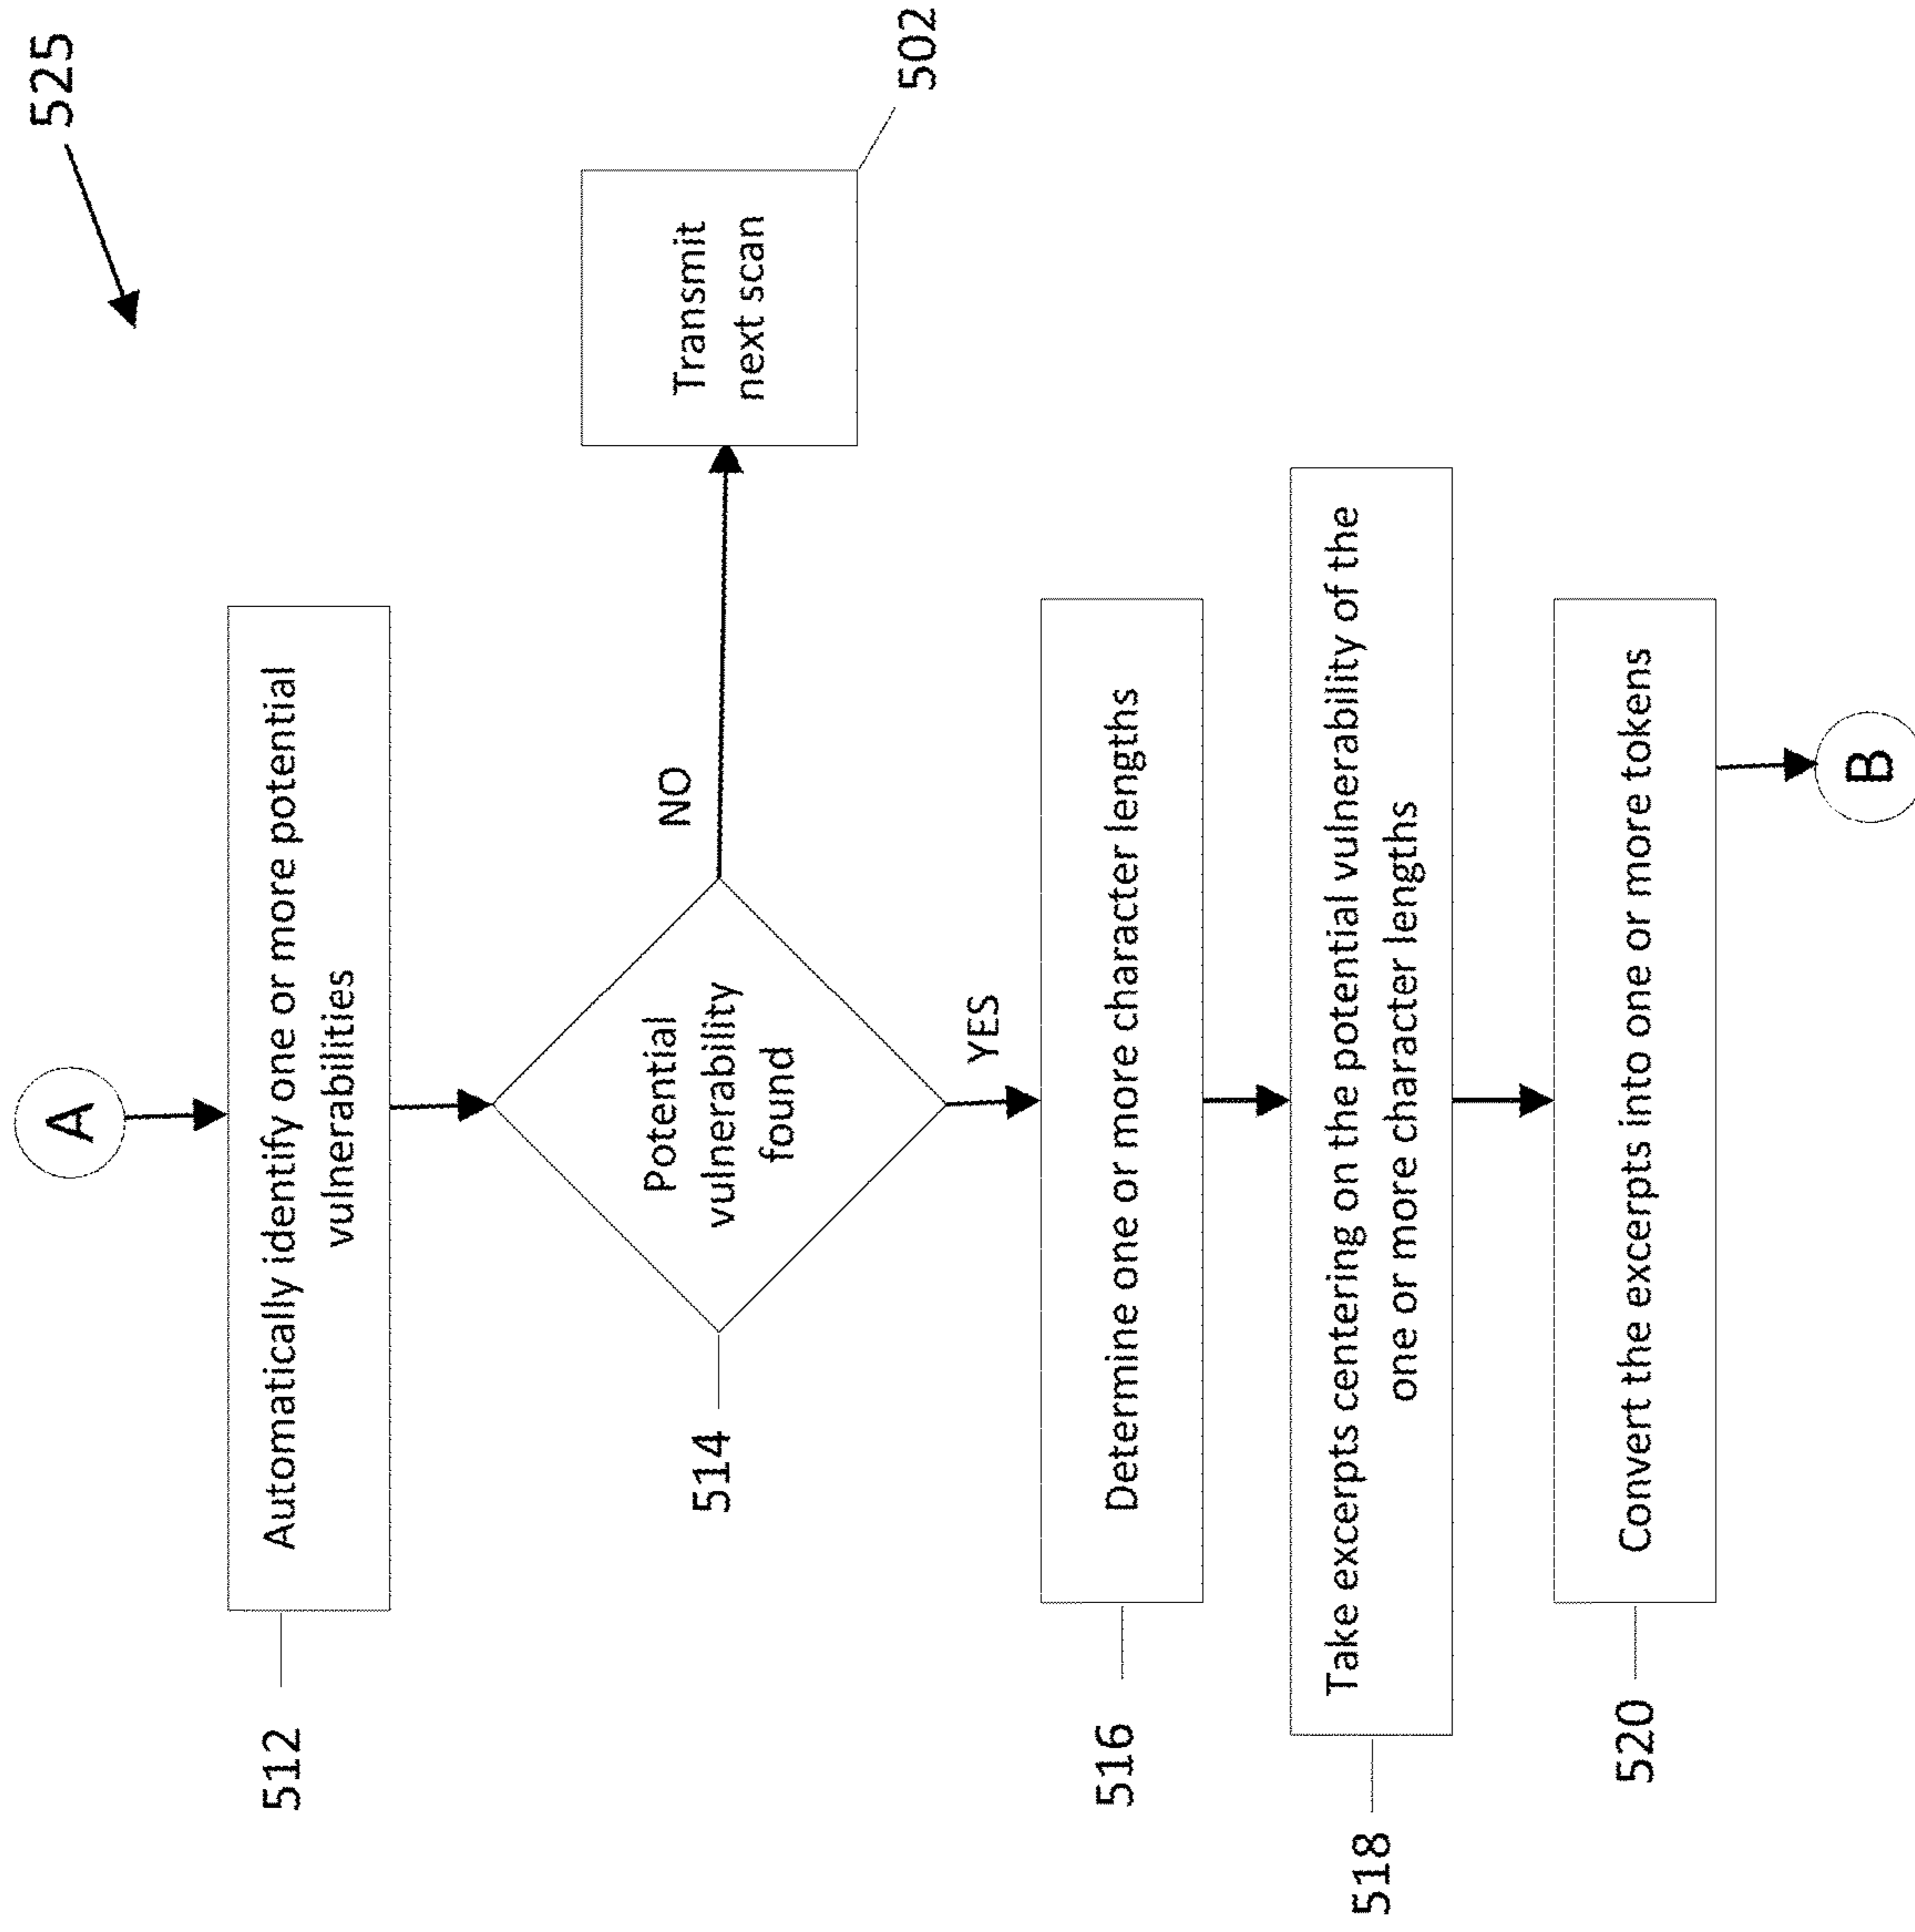 525
A
512
Automatically identify one or more potential
vulnerabilities
514
Potential
vulnerability
found
NO
Transmit
next scan
502
YES
516
Determine one or more character lengths
518
Take excerpts centering on the potential vulnerability of the
one or more character lengths
520
Convert the excerpts into one or more tokens
B